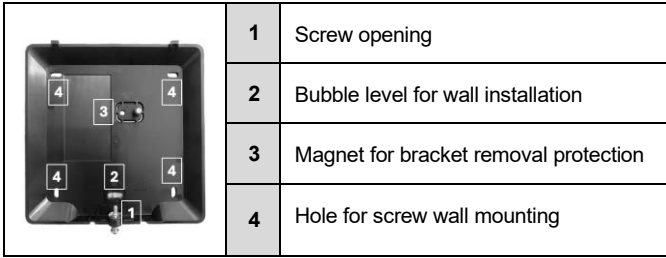 4
4
3
4
2
4
1
1 Screw opening
2 Bubble level for wall installation
3 Magnet for bracket removal protection
4 Hole for screw wall mounting